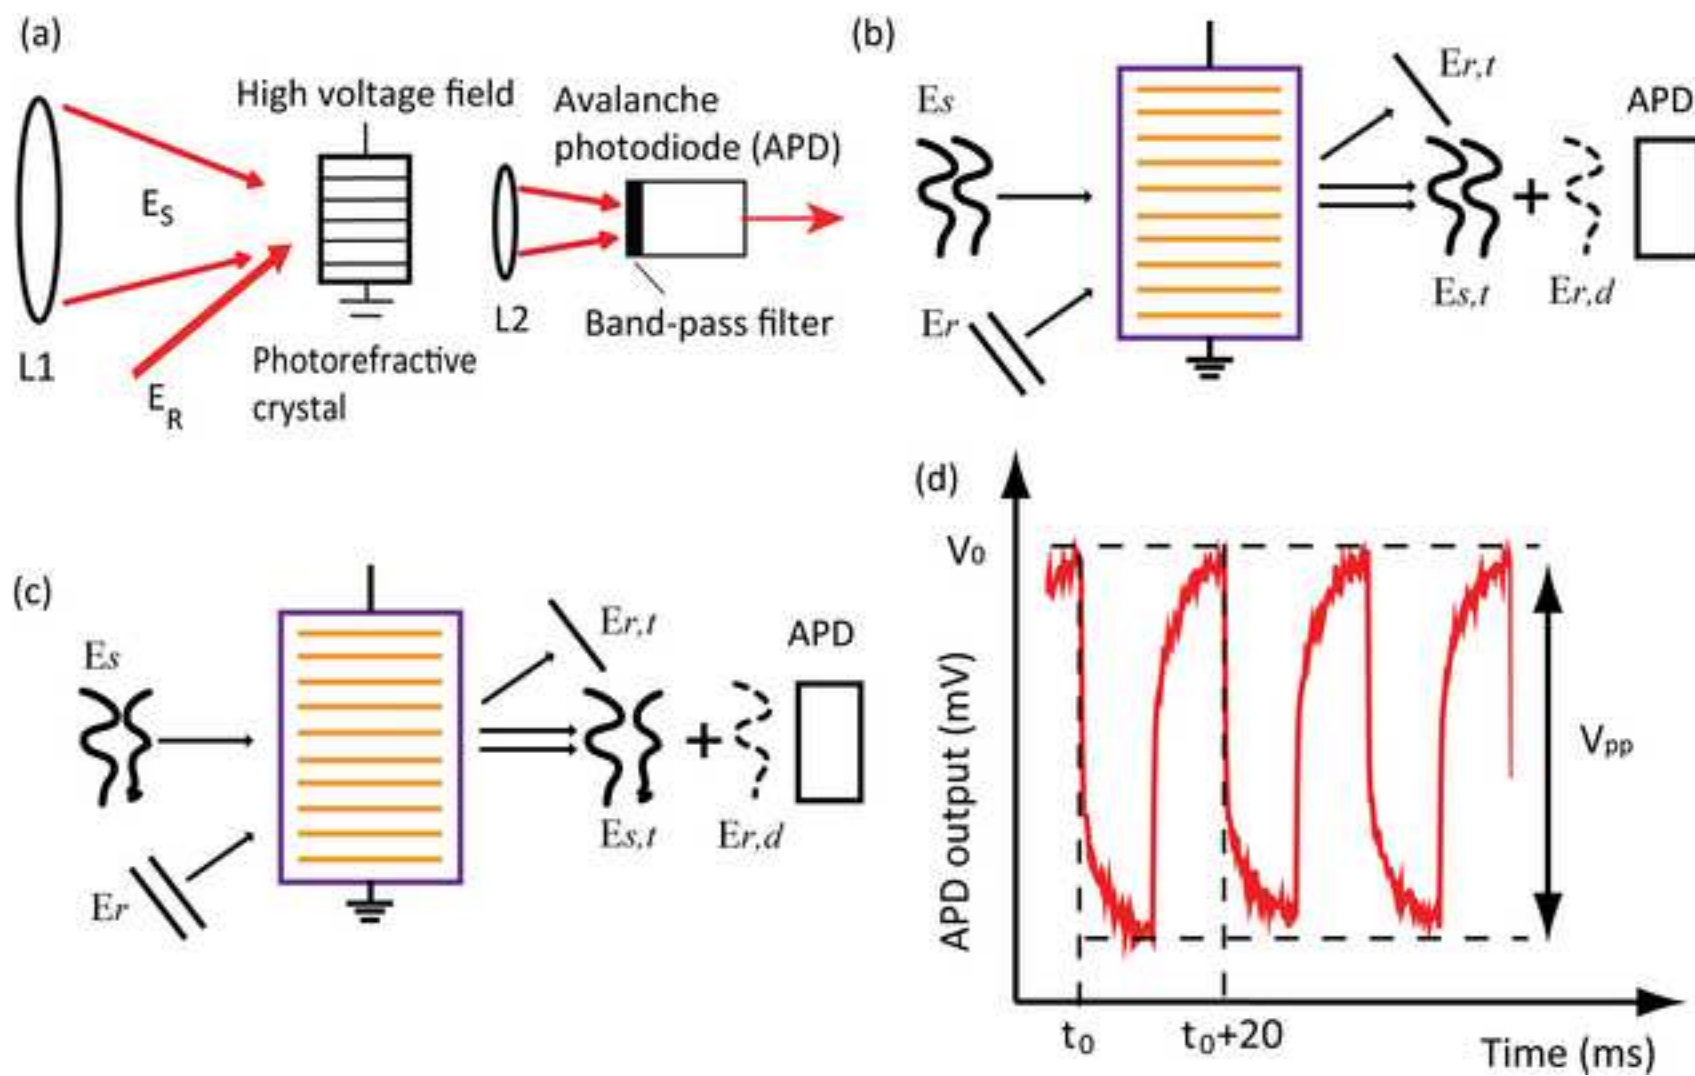 (a)
High voltage field
Avalanche
photodiode (APD)
E_S
L1
E_R
Photorefractive
crystal
L2
Band-pass filter
(b)
Es
Er
Er,t
APD
Es,t
Er,d
(c)
Es
Er
Er,t
APD
Es,t
Er,d
(d)
V₀
APD output (mV)
Vpp
t₀
t₀+20
Time (ms)